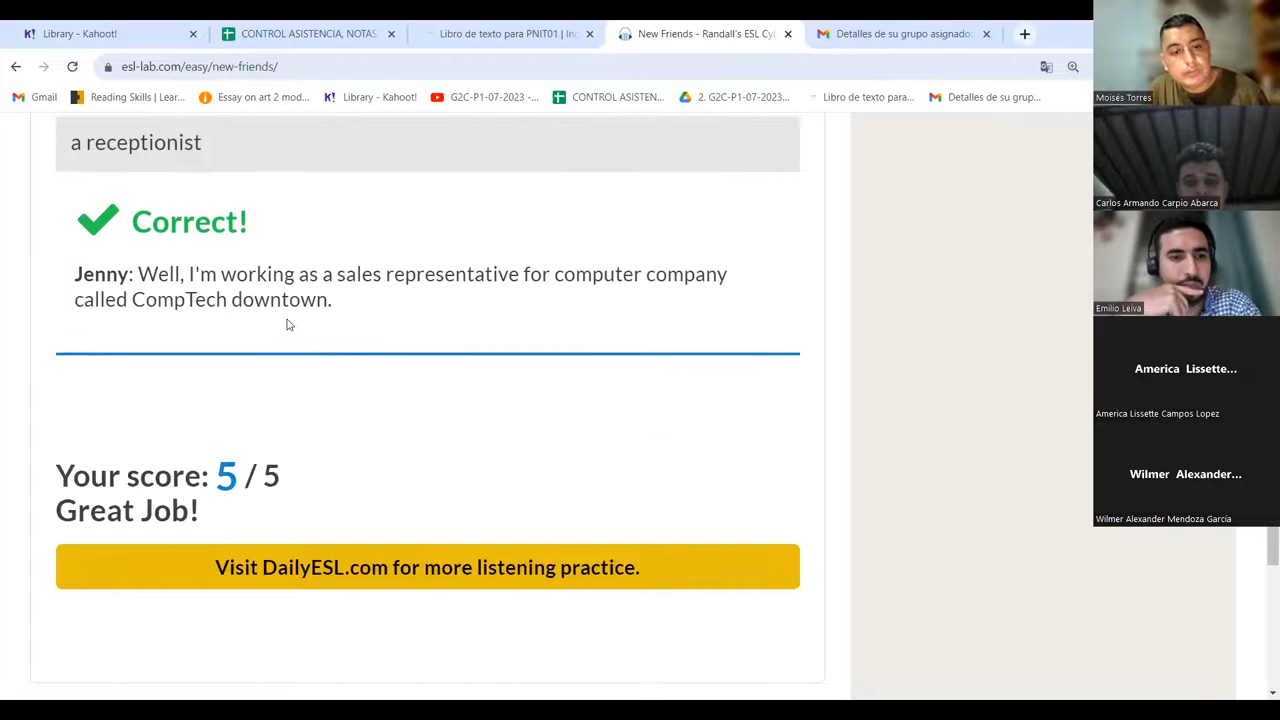 Library - Kahoot!
CONTROL ASISTENCIA, NOTAS
Libro de texto para PNIT01 | Ing
New Friends - Randall's ESL Cyb
Detalles de su grupo asignado:
esl-lab.com/easy/new-friends/
Gmail
Reading Skills | Lear...
Essay on art 2 mod...
Library - Kahoot!
G2C-P1-07-2023 -...
CONTROL ASISTEN...
2. G2C-P1-07-2023...
Libro de texto para...
Detalles de su grup...
a receptionist
Correct!
Jenny: Well, I'm working as a sales representative for computer company
called CompTech downtown.
Your score: 5 / 5
Great Job!
Visit DailyESL.com for more listening practice.
Moisés Torres
Carlos Armando Carpio Abarca
Emilio Leiva
America Lissette...
America Lissette Campos Lopez
Wilmer Alexander...
Wilmer Alexander Mendoza García